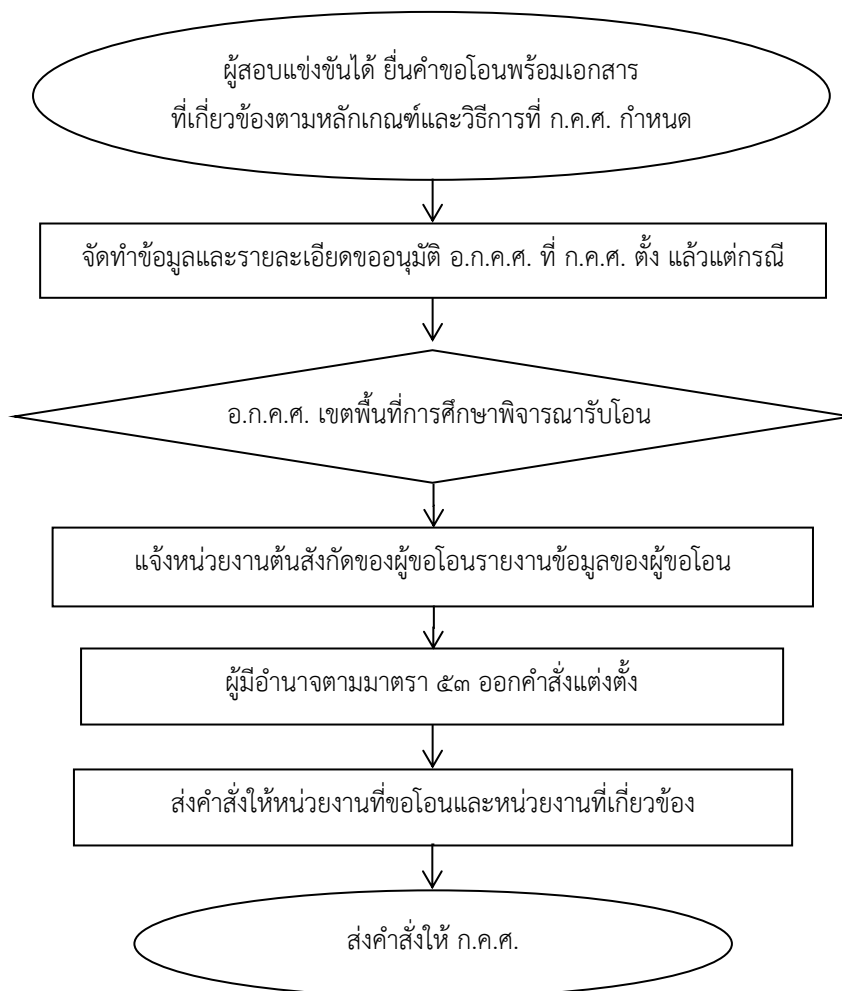 ผู้สอบแข่งขันได้ ยื่นคำขอโอนพร้อมเอกสาร
ที่เกี่ยวข้องตามหลักเกณฑ์และวิธีการที่ ก.ค.ศ. กำหนด
จัดทำข้อมูลและรายละเอียดขออนุมัติ อ.ก.ค.ศ. ที่ ก.ค.ศ. ตั้ง แล้วแต่กรณี
อ.ก.ค.ศ. เขตพื้นที่การศึกษาพิจารณารับโอน
แจ้งหน่วยงานต้นสังกัดของผู้ขอโอนรายงานข้อมูลของผู้ขอโอน
ผู้มีอำนาจตามมาตรา ๕๓ ออกคำสั่งแต่งตั้ง
ส่งคำสั่งให้หน่วยงานที่ขอโอนและหน่วยงานที่เกี่ยวข้อง
ส่งคำสั่งให้ ก.ค.ศ.